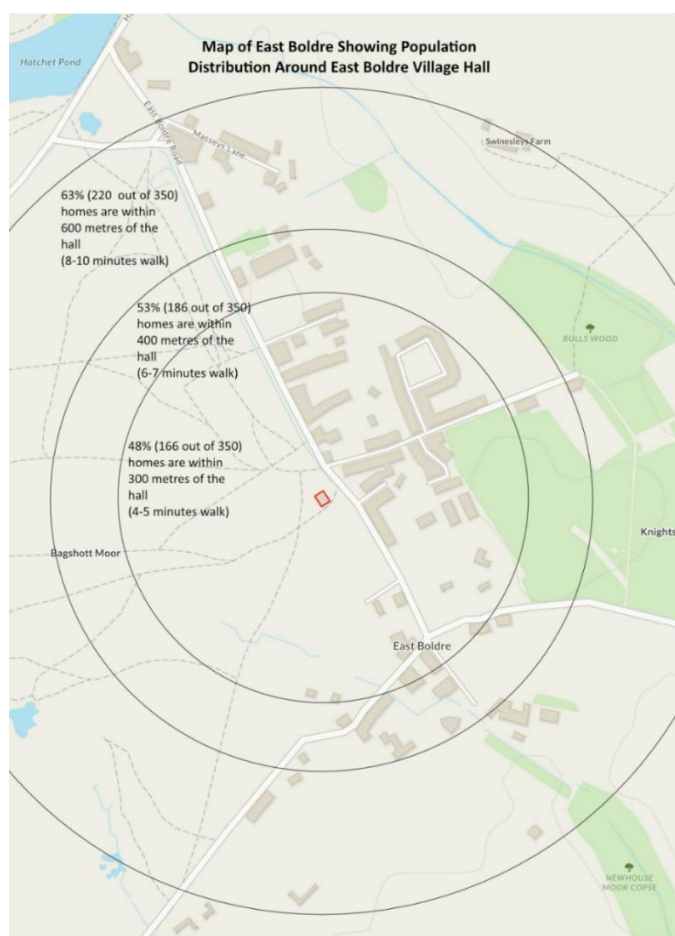 Map of East Boldre Showing Population
Distribution Around East Boldre Village Hall
Hatchet Pond
East Boldre Road
Masseys Lane
Swinesleys Farm
63% (220 out of 350)
homes are within
600 metres of the
hall
(8-10 minutes walk)
53% (186 out of 350)
homes are within
400 metres of the
hall
(6-7 minutes walk)
BULLS WOOD
48% (166 out of 350)
homes are within
300 metres of the
hall
(4-5 minutes walk)
Knights
Bagshott Moor
East Boldre
NEWHOUSE
MOOR COPSE